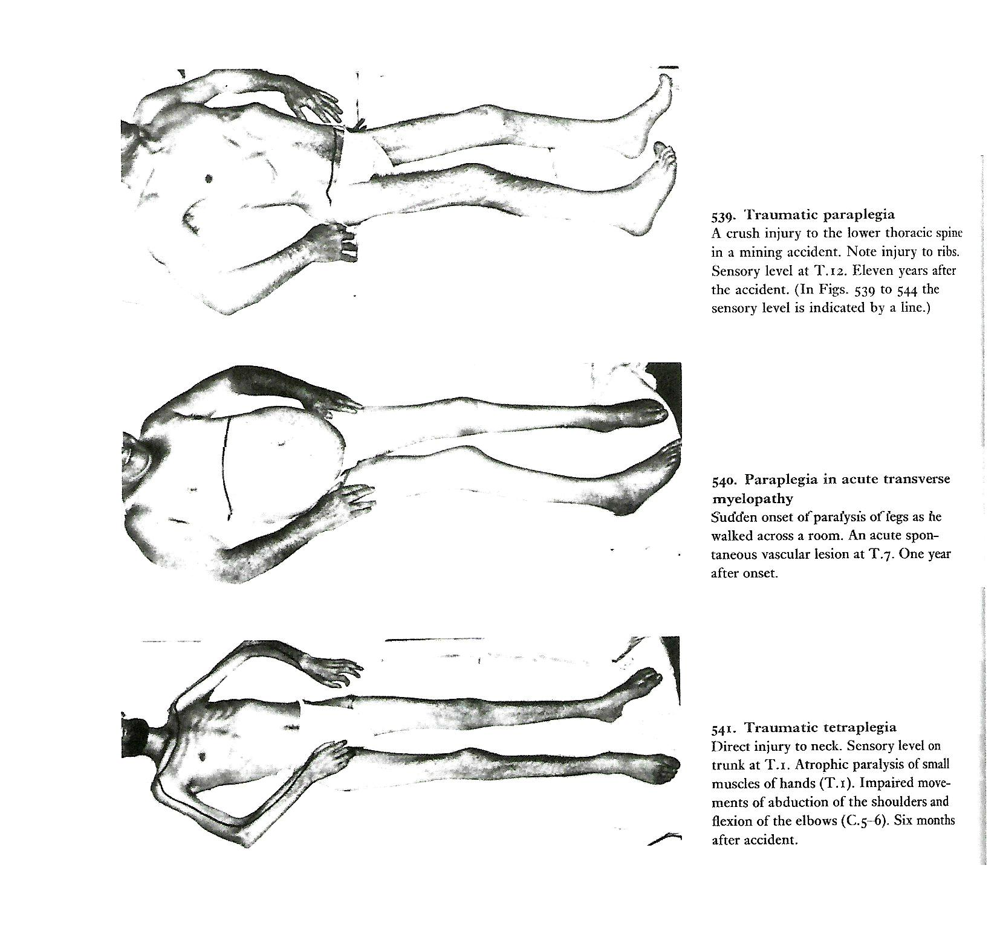 539. Traumatic paraplegia
A crush injury to the lower thoracic spine
in a mining accident. Note injury to ribs.
Sensory level at T.12. Eleven years after
the accident. (In Figs. 539 to 544 the
sensory level is indicated by a line.)
540. Paraplegia in acute transverse
myelopathy
Sudden onset of paralysis of legs as he
walked across a room. An acute spon-
taneous vascular lesion at T.7. One year
after onset.
541. Traumatic tetraplegia
Direct injury to neck. Sensory level on
trunk at T.1. Atrophic paralysis of small
muscles of hands (T.1). Impaired move-
ments of abduction of the shoulders and
flexion of the elbows (C.5–6). Six months
after accident.